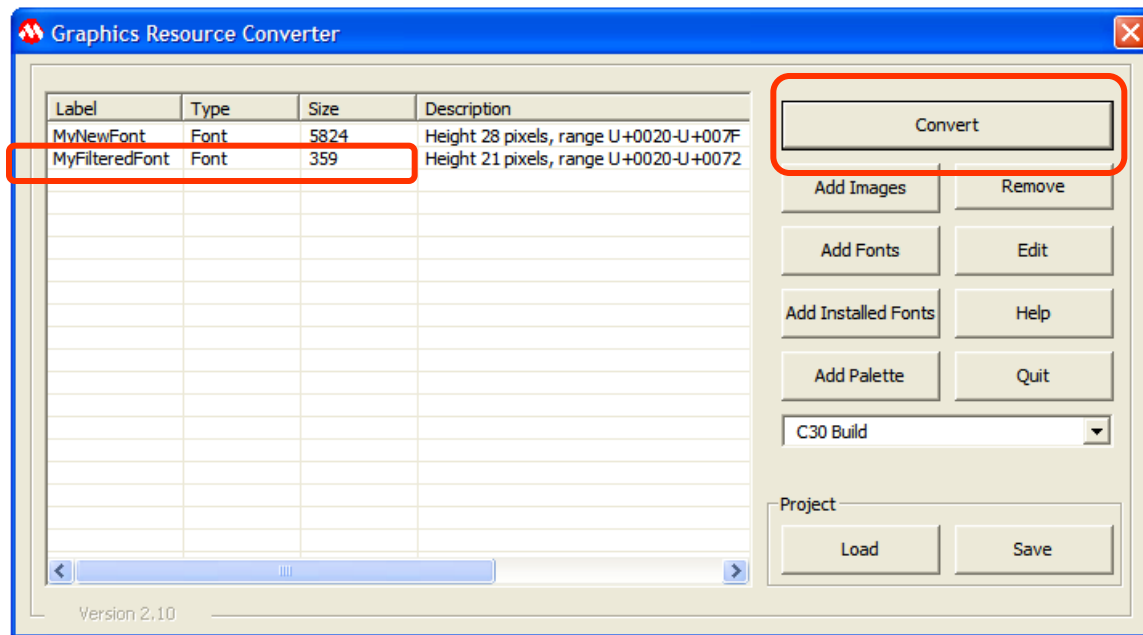 Graphics Resource Converter
Label Type Size Description
MyNewFont Font 5824 Height 28 pixels, range U+0020-U+007F
MyFilteredFont Font 359 Height 21 pixels, range U+0020-U+0072
Convert
Add Images Remove
Add Fonts Edit
Add Installed Fonts Help
Add Palette Quit
C30 Build
Project
Load Save
Version 2.10